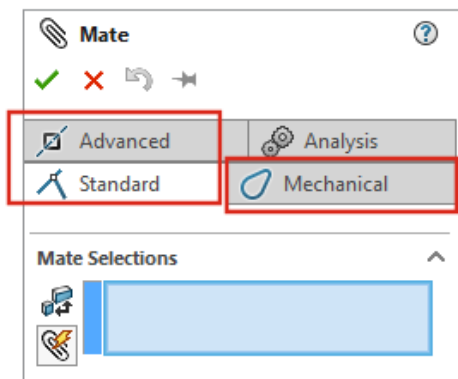 Mate
Advanced Analysis
Standard Mechanical
Mate Selections